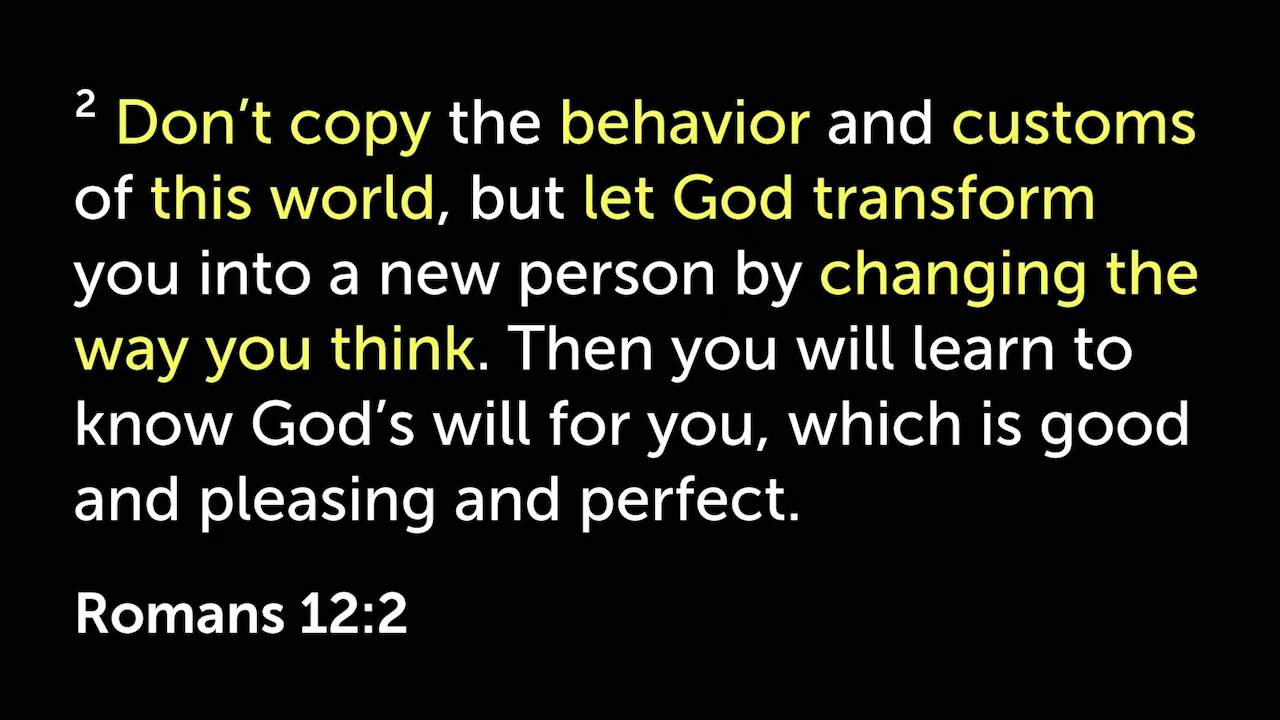 ² Don’t copy the behavior and customs
of this world, but let God transform
you into a new person by changing the
way you think. Then you will learn to
know God’s will for you, which is good
and pleasing and perfect.
Romans 12:2